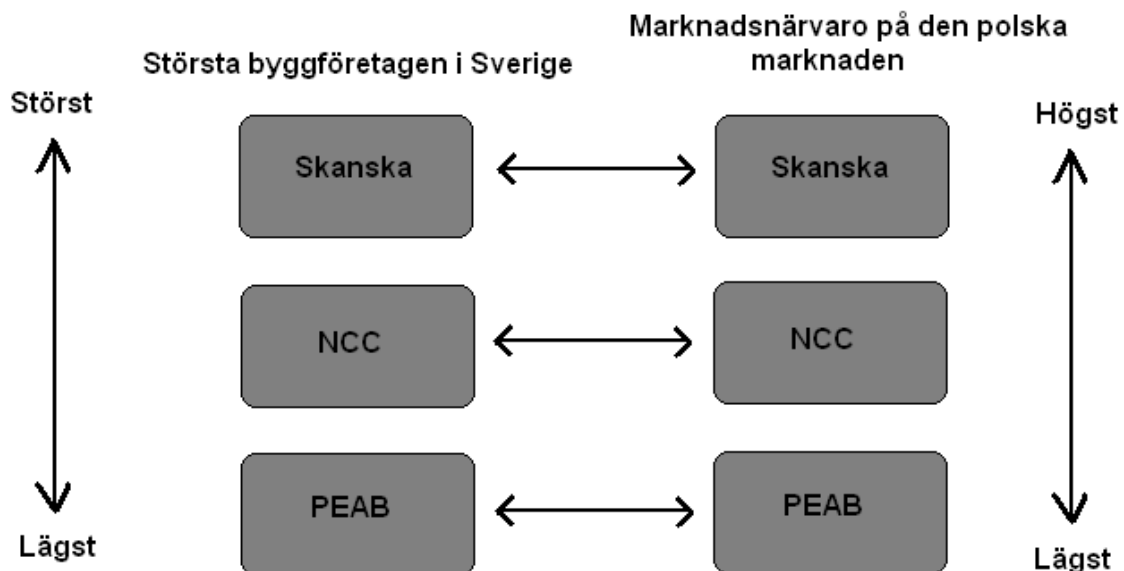 Största byggföretagen i Sverige
Marknadsnärvaro på den polska
marknaden
Störst
Högst
Skanska
Skanska
NCC
NCC
PEAB
PEAB
Lägst
Lägst